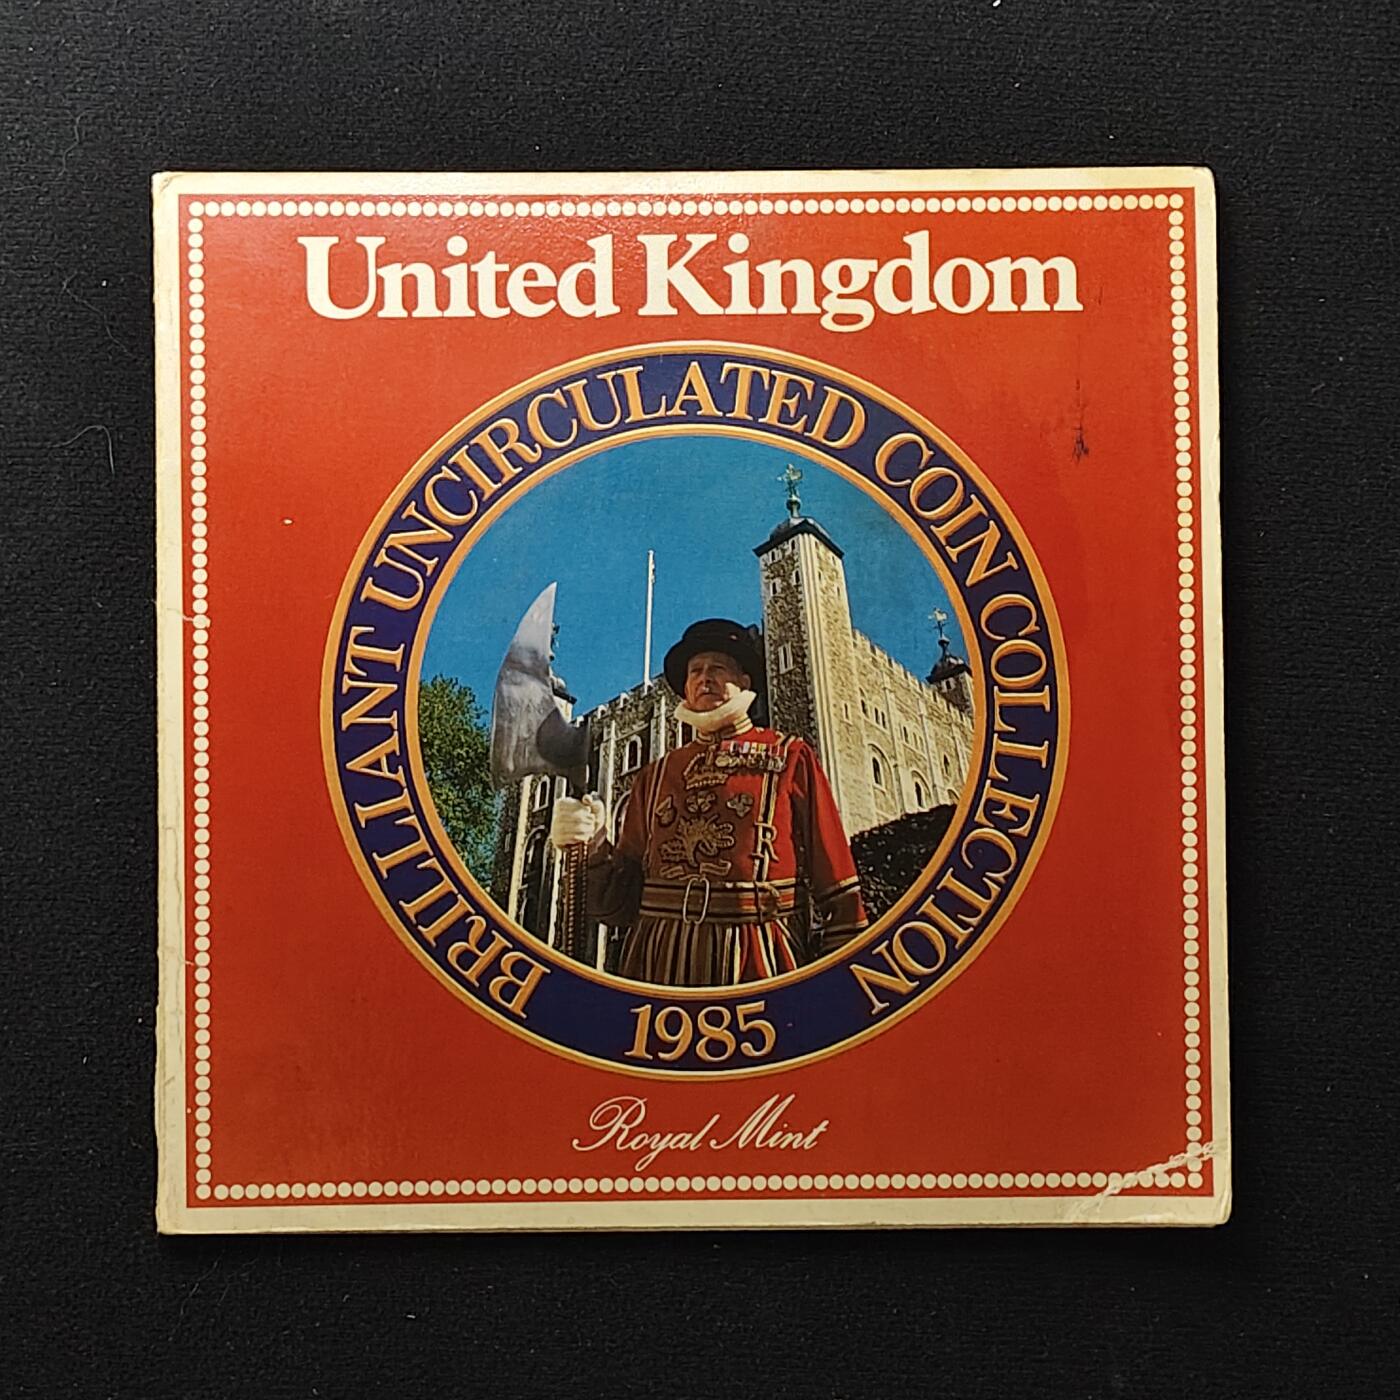 United Kingdom
BRILLIANT UNCIRCULATED COIN COLLECTION
1985
Royal Mint